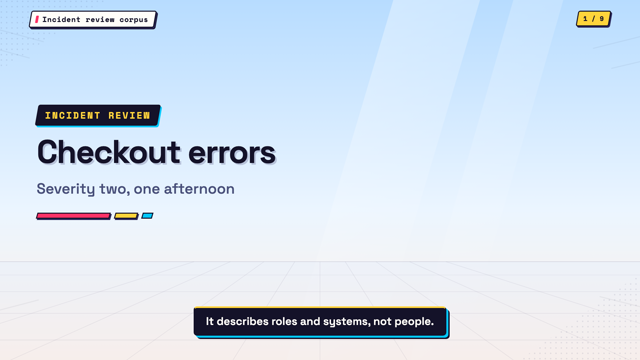 Incident review corpus
1 / 9
INCIDENT REVIEW
Checkout errors
Severity two, one afternoon
It describes roles and systems, not people.